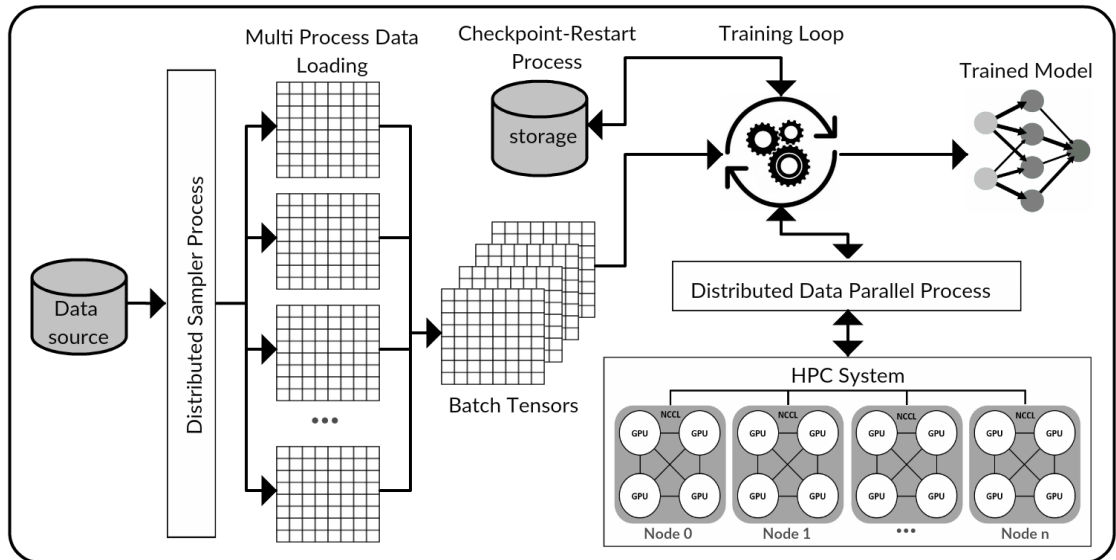 Multi Process Data
Loading
Checkpoint-Restart
Process
Training Loop
Trained Model
storage
Distributed Sampler Process
Data
source
Batch Tensors
Distributed Data Parallel Process
HPC System
NCCL
GPU GPU
GPU GPU
Node 0
NCCL
GPU GPU
GPU GPU
Node 1
NCCL
GPU GPU
GPU GPU
•••
NCCL
GPU GPU
GPU GPU
Node n
•••